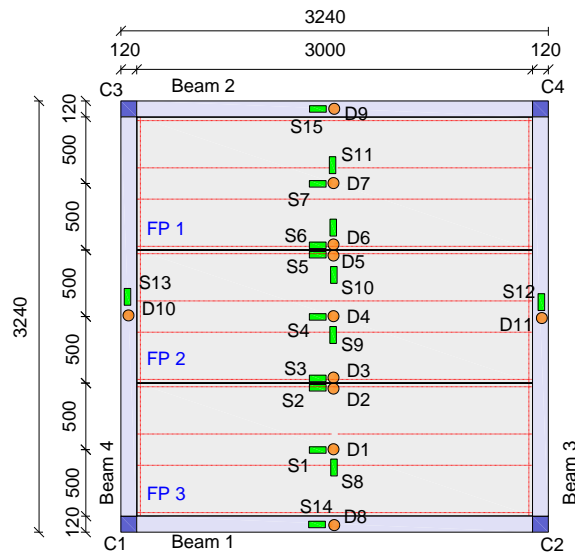 3240
120 3000 120
C3 Beam 2 C4
120 D9
S15
500 S11
S7 D7
500 FP 1 S6 D6
S5 D5
S10
500 S13 S12
D10 S4 D4 D11
3240
S9
500 FP 2 S3 D3
S2 D2
500 D1
S1
S8
Beam 4 Beam 3
500 FP 3 S14
D8
120
C1 Beam 1 C2